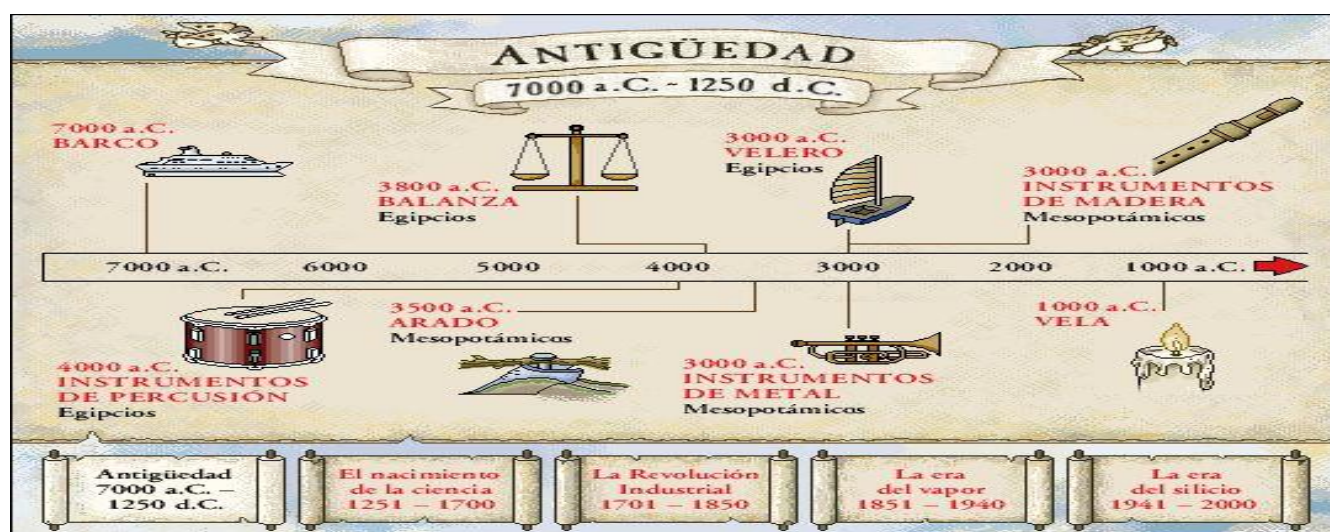 ANTIGÜEDAD
7000 a.C. - 1250 d.C.
7000 a.C.
BARCO
3800 a.C.
BALANZA
Egipcios
3000 a.C.
VELERO
Egipcios
3000 a.C.
INSTRUMENTOS
DE MADERA
Mesopotámicos
7000 a.C. 6000 5000 4000 3000 2000 1000 a.C.
4000 a.C.
INSTRUMENTOS
DE PERCUSIÓN
Egipcios
3500 a.C.
ARADO
Mesopotámicos
3000 a.C.
INSTRUMENTOS
DE METAL
Mesopotámicos
1000 a.C.
VELA
Antigüedad
7000 a.C. –
1250 d.C.
El nacimiento
de la ciencia
1251 – 1700
La Revolución
Industrial
1701 – 1850
La era
del vapor
1851 – 1940
La era
del silicio
1941 – 2000